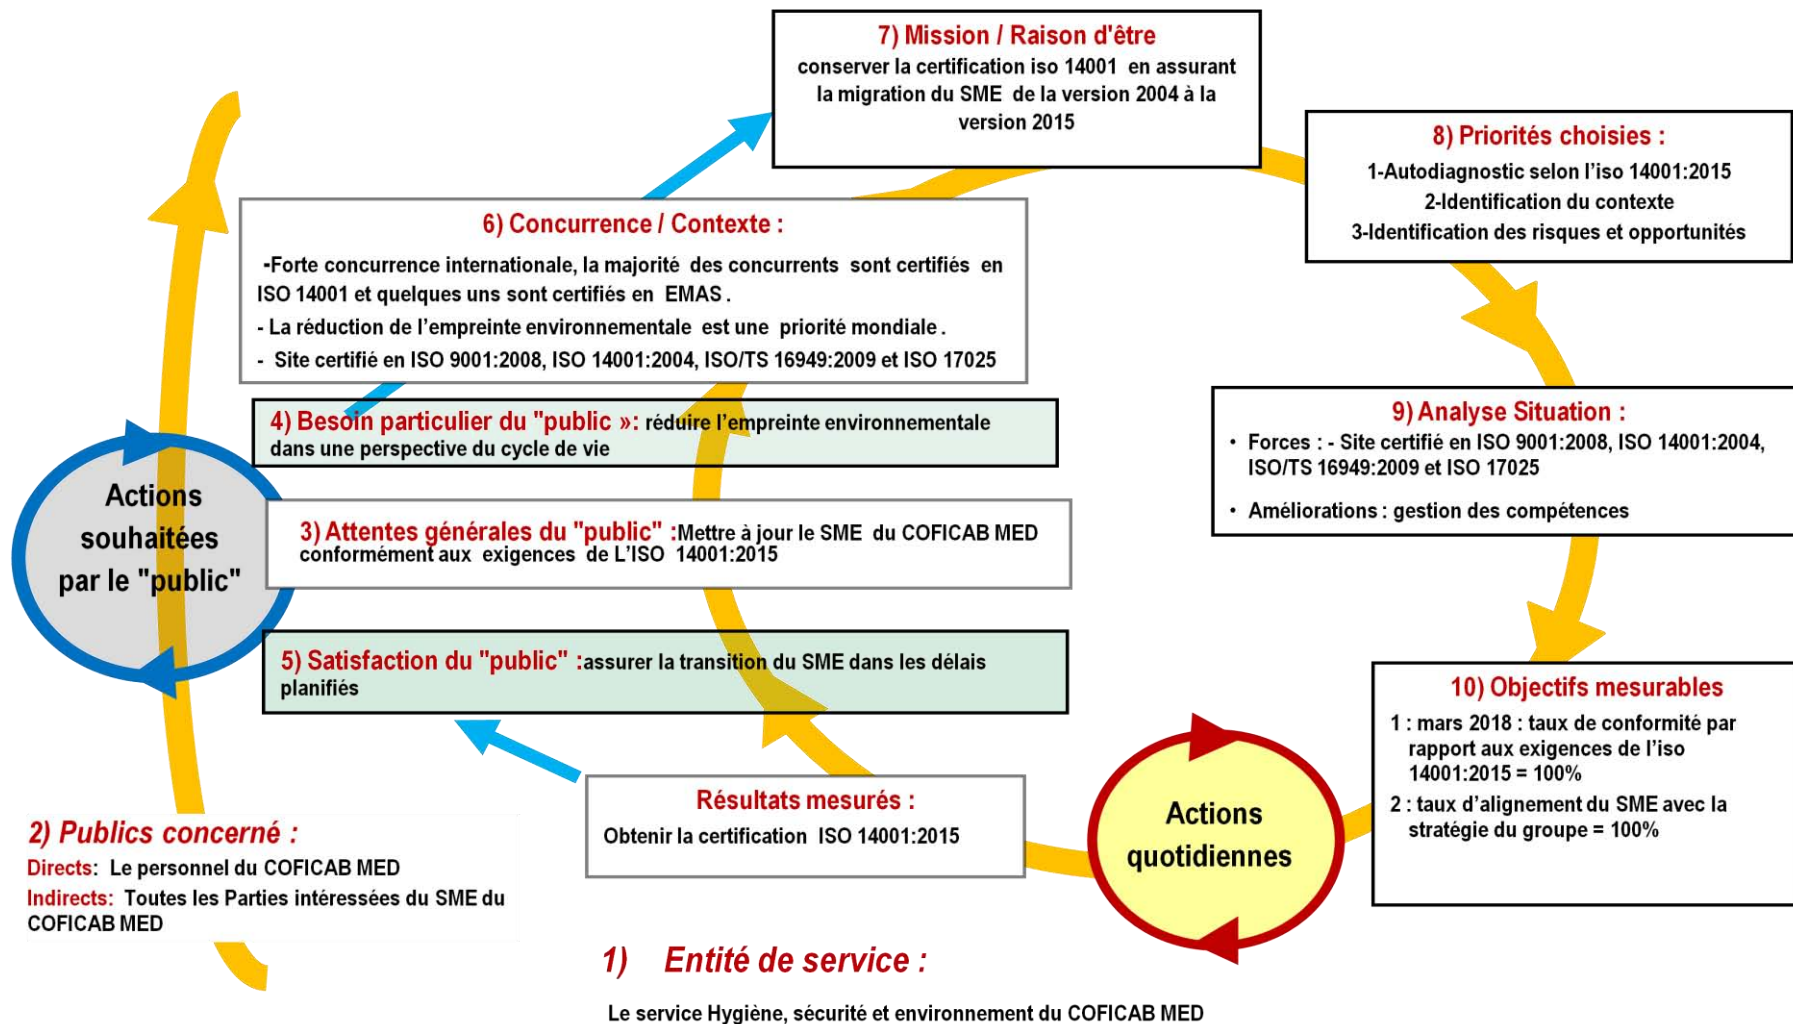 7) Mission / Raison d'être
conserver la certification iso 14001 en assurant
la migration du SME de la version 2004 à la
version 2015
8) Priorités choisies :
1-Autodiagnostic selon l’iso 14001:2015
2-Identification du contexte
3-Identification des risques et opportunités
6) Concurrence / Contexte :
-Forte concurrence internationale, la majorité des concurrents sont certifiés en
ISO 14001 et quelques uns sont certifiés en EMAS .
- La réduction de l’empreinte environnementale est une priorité mondiale .
- Site certifié en ISO 9001:2008, ISO 14001:2004, ISO/TS 16949:2009 et ISO 17025
4) Besoin particulier du "public »: réduire l’empreinte environnementale
dans une perspective du cycle de vie
9) Analyse Situation :
• Forces : - Site certifié en ISO 9001:2008, ISO 14001:2004,
ISO/TS 16949:2009 et ISO 17025
• Améliorations : gestion des compétences
Actions
souhaitées
par le "public"
3) Attentes générales du "public" :Mettre à jour le SME du COFICAB MED
conformément aux exigences de L’ISO 14001:2015
5) Satisfaction du "public" :assurer la transition du SME dans les délais
planifiés
10) Objectifs mesurables
1 : mars 2018 : taux de conformité par
rapport aux exigences de l’iso
14001:2015 = 100%
2 : taux d’alignement du SME avec la
stratégie du groupe = 100%
Résultats mesurés :
Obtenir la certification ISO 14001:2015
Actions
quotidiennes
2) Publics concerné :
Directs: Le personnel du COFICAB MED
Indirects: Toutes les Parties intéressées du SME du
COFICAB MED
1) Entité de service :
Le service Hygiène, sécurité et environnement du COFICAB MED